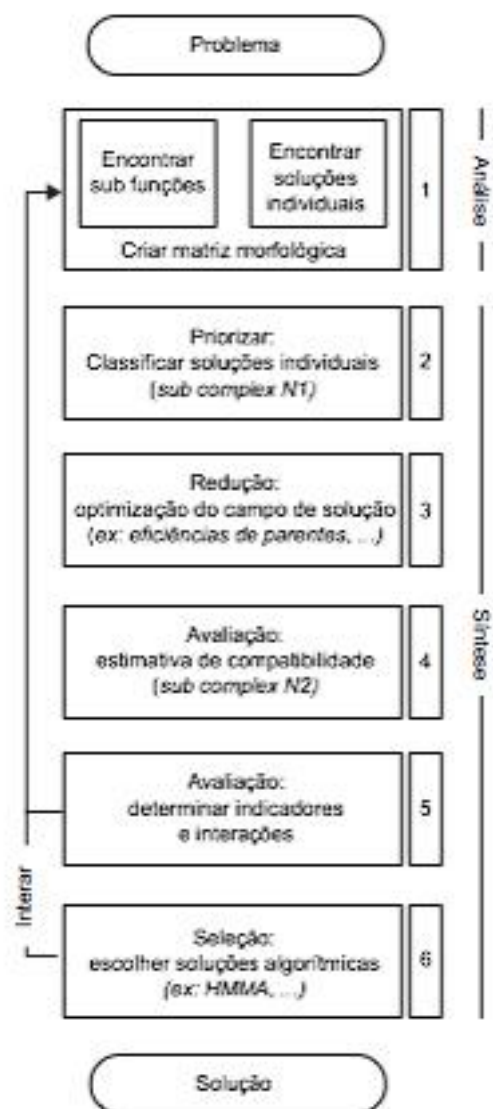 Problema
Encontrar
sub funções
Encontrar
soluções
individuais
Criar matriz morfológica
1
Análise
Priorizar:
Classificar soluções individuais
(sub complex N1)
2
Redução:
optimização do campo de solução
(ex: eficiências de parentes, ...)
3
Avaliação:
estimativa de compatibilidade
(sub complex N2)
4
Síntese
Avaliação:
determinar indicadores
e interações
5
Interar
Seleção:
escolher soluções algorítmicas
(ex: HMMA, ...)
6
Solução